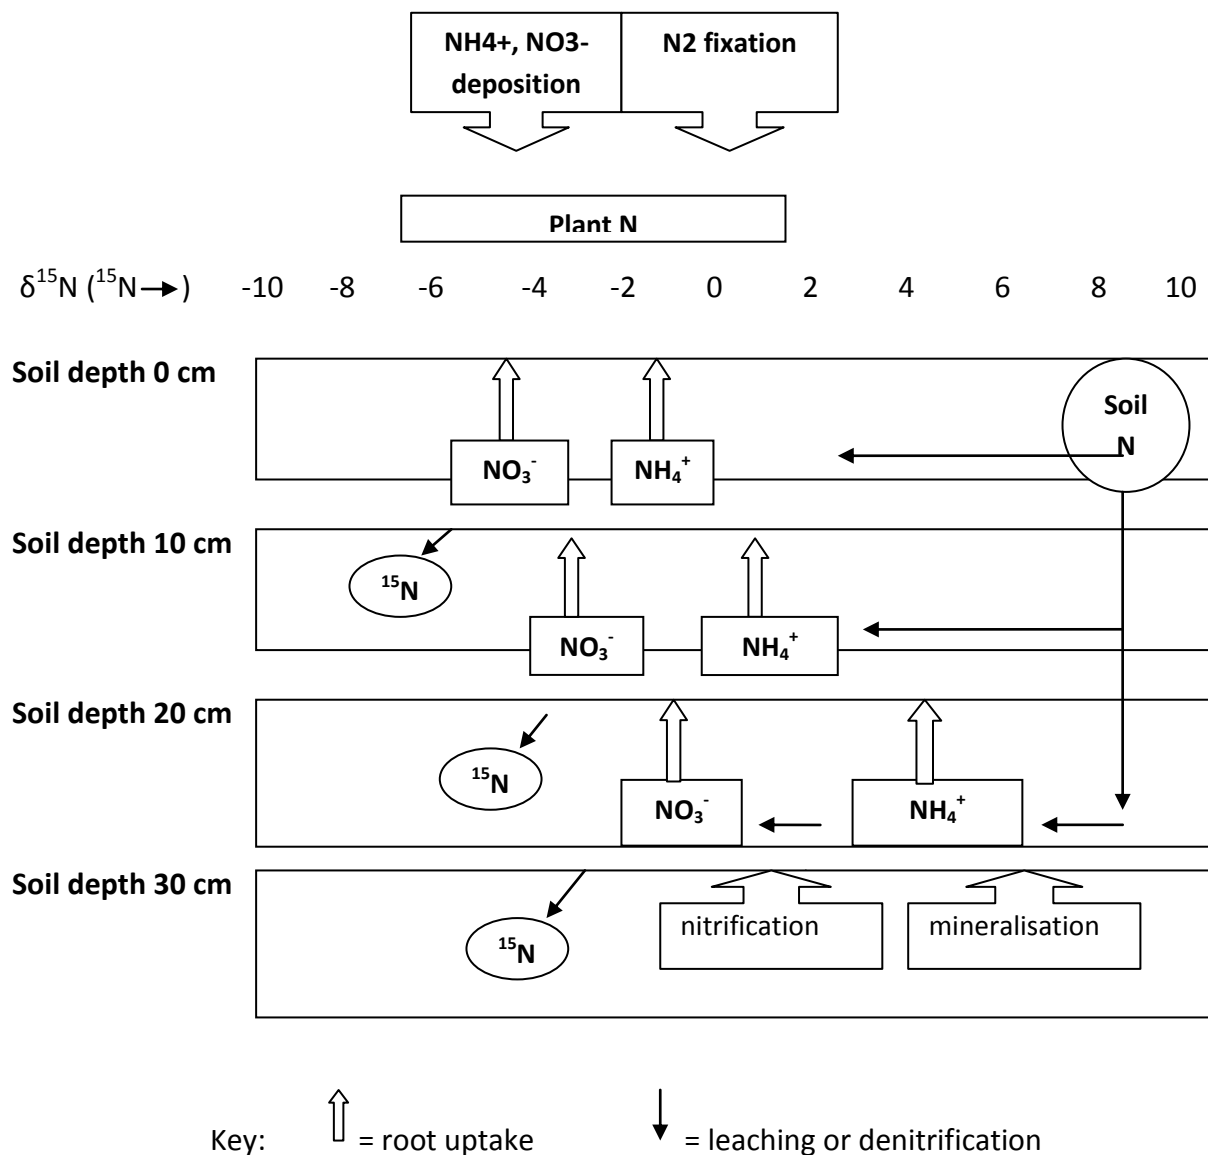 NH4+, NO3-
deposition
N2 fixation
Plant N
δ¹⁵N (¹⁵N→) -10 -8 -6 -4 -2 0 2 4 6 8 10
Soil depth 0 cm
Soil
N
NO₃⁻ NH₄⁺
Soil depth 10 cm
¹⁵N
NO₃⁻ NH₄⁺
Soil depth 20 cm
¹⁵N
NO₃⁻ NH₄⁺
Soil depth 30 cm
nitrification mineralisation
¹⁵N
Key: = root uptake = leaching or denitrification